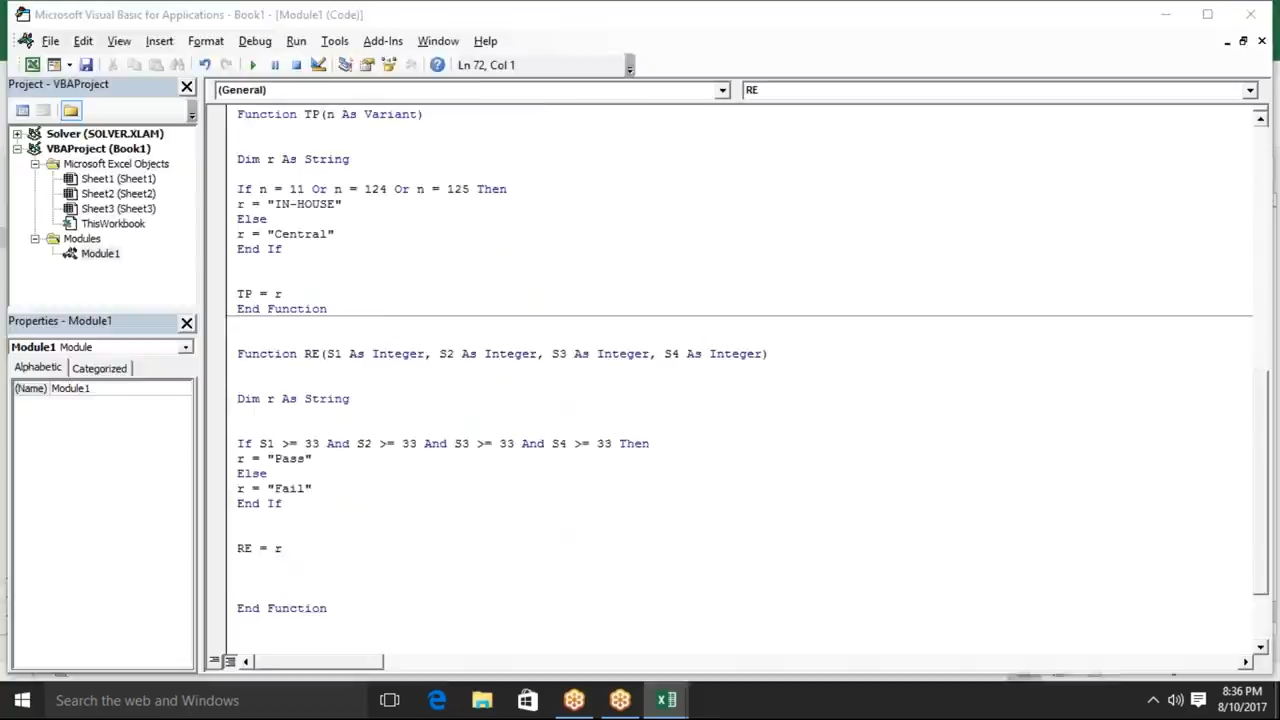 Microsoft Visual Basic for Applications - Book1 - [Module1 (Code)]
File Edit View Insert Format Debug Run Tools Add-Ins Window Help
Ln 72, Col 1
Project - VBAProject
(General)
RE
Solver (SOLVER.XLAM)
VBAProject (Book1)
Microsoft Excel Objects
Sheet1 (Sheet1)
Sheet2 (Sheet2)
Sheet3 (Sheet3)
ThisWorkbook
Modules
Module1
Properties - Module1
Module1 Module
Alphabetic Categorized
(Name) Module1
Function TP(n As Variant)
Dim r As String
If n = 11 Or n = 124 Or n = 125 Then
r = "IN-HOUSE"
Else
r = "Central"
End If
TP = r
End Function
Function RE(S1 As Integer, S2 As Integer, S3 As Integer, S4 As Integer)
Dim r As String
If S1 >= 33 And S2 >= 33 And S3 >= 33 And S4 >= 33 Then
r = "Pass"
Else
r = "Fail"
End If
RE = r
End Function
Search the web and Windows
8:36 PM
8/10/2017